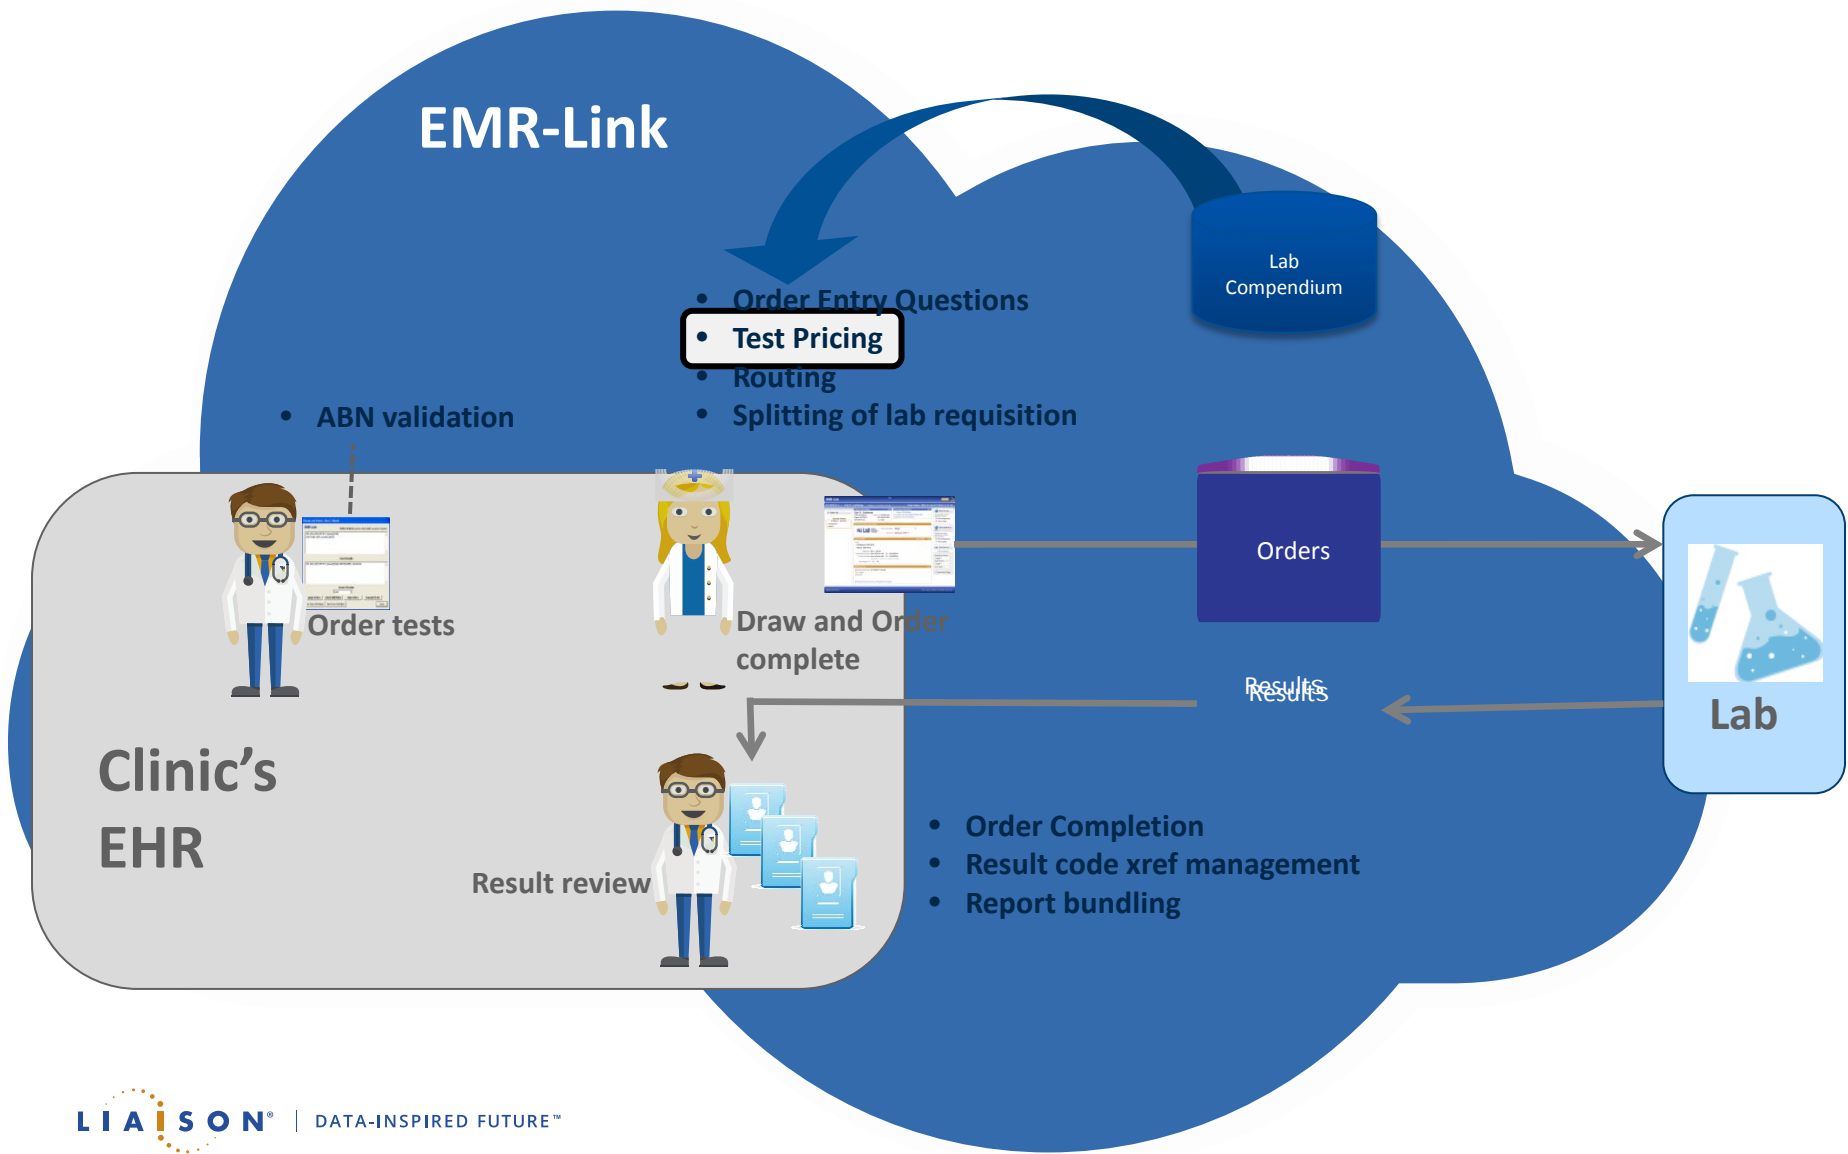 EMR-Link
Lab
Compendium
• Order Entry Questions
• Test Pricing
• Routing
• Splitting of lab requisition
• ABN validation
Orders
Order tests
Draw and Order
complete
Results
Results
Lab
Clinic's
EHR
Result review
• Order Completion
• Result code xref management
• Report bundling
LIAISON® | DATA-INSPIRED FUTURE™